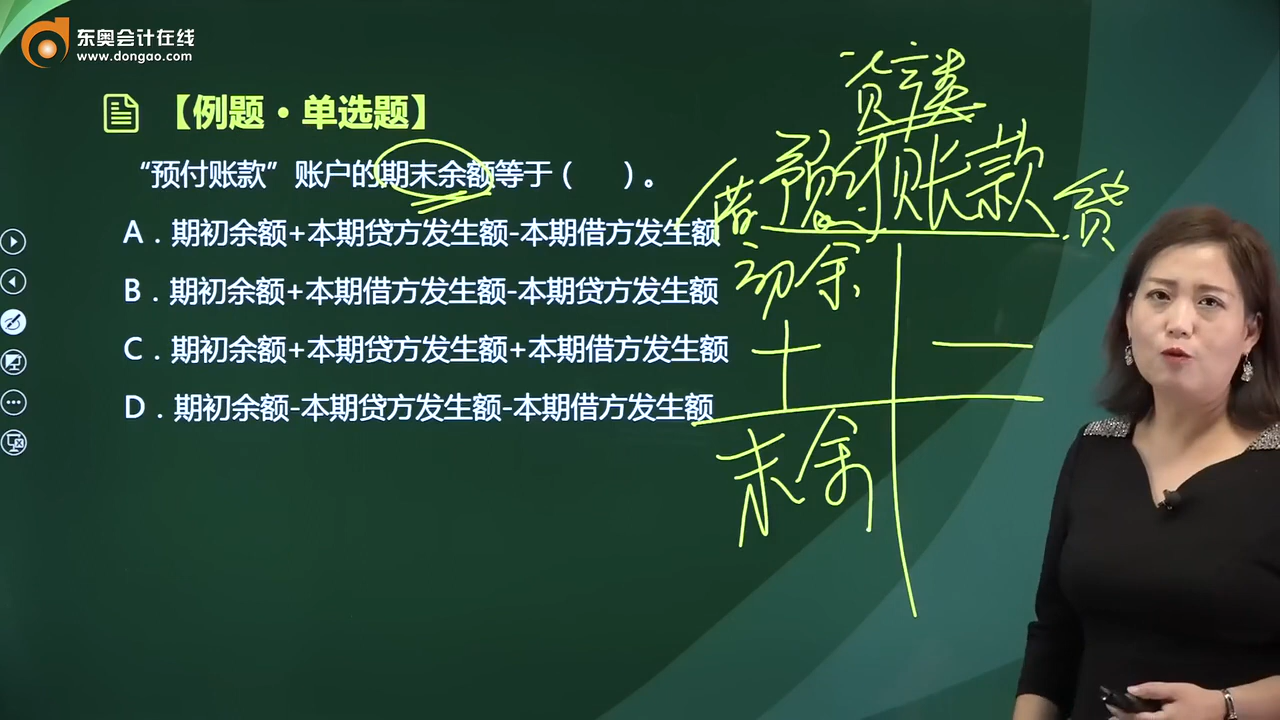 东奥会计在线
www.dongao.com
【例题·单选题】
“预付账款”账户的期末余额等于（ ）。
A．期初余额+本期贷方发生额-本期借方发生额
B．期初余额+本期借方发生额-本期贷方发生额
C．期初余额+本期贷方发生额+本期借方发生额
D．期初余额-本期贷方发生额-本期借方发生额
资产类
借 预付账款 贷
初余
+ －
末余